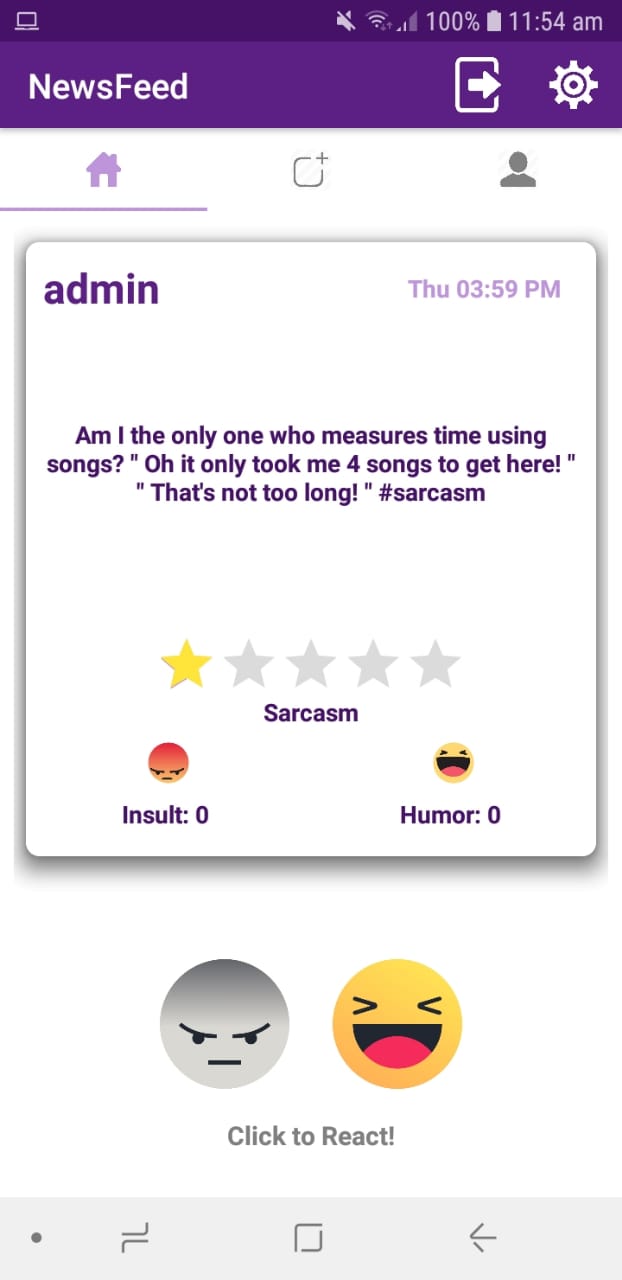 100% 11:54 am
NewsFeed
admin
Thu 03:59 PM
Am I the only one who measures time using
songs? " Oh it only took me 4 songs to get here! "
" That's not too long! " #sarcasm
Sarcasm
Insult: 0
Humor: 0
Click to React!